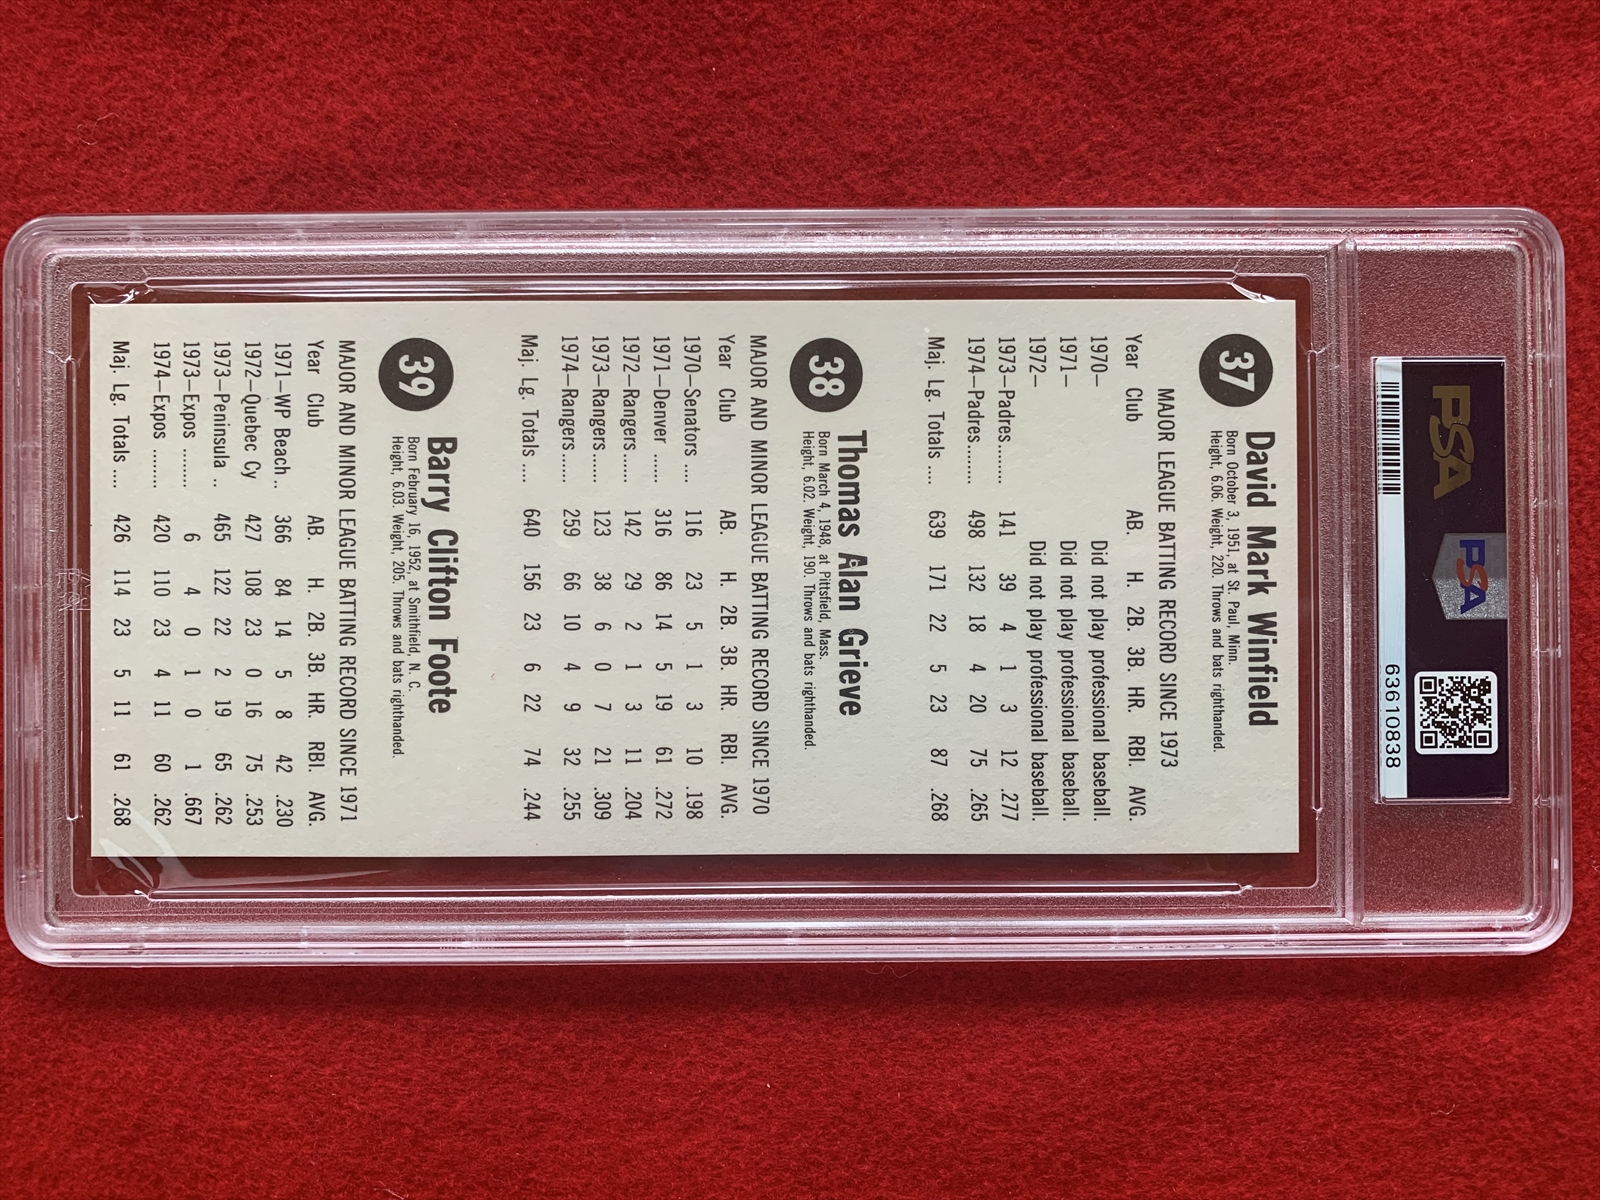 PSA
PSA
63610838
37
David Mark Winfield
Born October 3, 1951, at St. Paul, Minn.
Height, 6.06. Weight, 220. Throws and bats righthanded.
MAJOR LEAGUE BATTING RECORD SINCE 1973
Year Club AB. H. 2B. 3B. HR. RBI. AVG.
1970— Did not play professional baseball.
1971— Did not play professional baseball.
1972— Did not play professional baseball.
1973—Padres........ 141 39 4 1 3 12 .277
1974—Padres........ 498 132 18 4 20 75 .265
Maj. Lg. Totals .... 639 171 22 5 23 87 .268
38
Thomas Alan Grieve
Born March 4, 1948, at Pittsfield, Mass.
Height, 6.02. Weight, 190. Throws and bats righthanded.
MAJOR AND MINOR LEAGUE BATTING RECORD SINCE 1970
Year Club AB. H. 2B. 3B. HR. RBI. AVG.
1970—Senators .... 116 23 5 1 3 10 .198
1971—Denver ...... 316 86 14 5 19 61 .272
1972—Rangers...... 142 29 2 1 3 11 .204
1973—Rangers...... 123 38 6 0 7 21 .309
1974—Rangers...... 259 66 10 4 9 32 .255
Maj. Lg. Totals .... 640 156 23 6 22 74 .244
39
Barry Clifton Foote
Born February 16, 1952, at Smithfield, N. C.
Height, 6.03. Weight, 205. Throws and bats righthanded.
MAJOR AND MINOR LEAGUE BATTING RECORD SINCE 1971
Year Club AB. H. 2B. 3B. HR. RBI. AVG.
1971—WP Beach .. 366 84 14 5 8 42 .230
1972—Quebec Cy 427 108 23 0 16 75 .253
1973—Peninsula .. 465 122 22 2 19 65 .262
1973—Expos ........ 6 4 0 1 0 1 .667
1974—Expos ........ 420 110 23 4 11 60 .262
Maj. Lg. Totals .... 426 114 23 5 11 61 .268